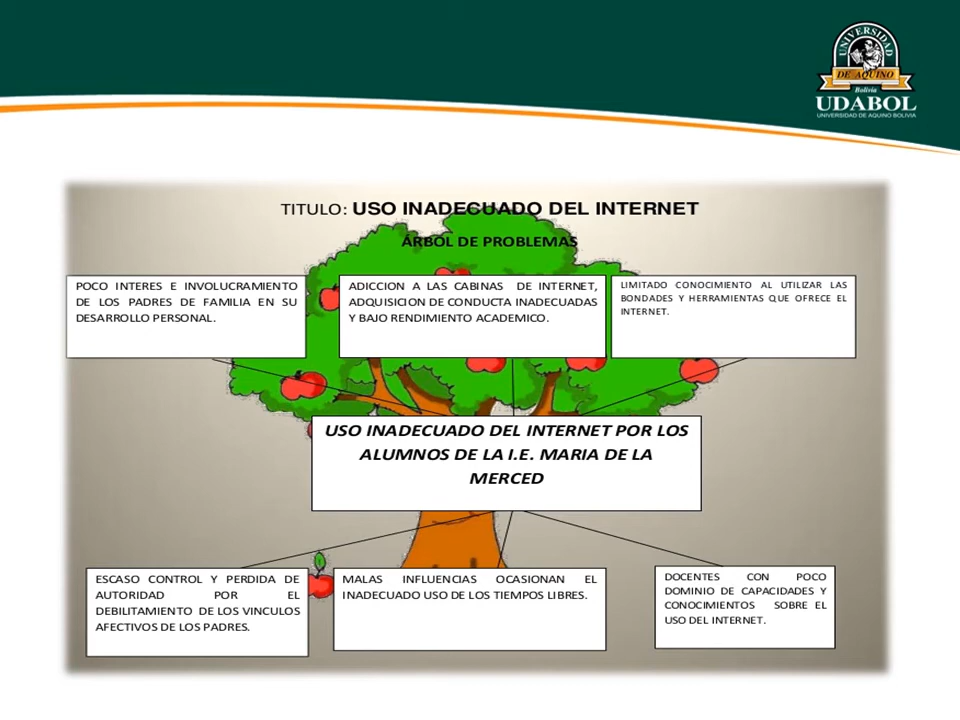 UNIVERSIDAD
DE AQUINO
Bolivia
UDABOL
UNIVERSIDAD DE AQUINO BOLIVIA
TITULO: USO INADECUADO DEL INTERNET
ÁRBOL DE PROBLEMAS
POCO INTERES E INVOLUCRAMIENTO
DE LOS PADRES DE FAMILIA EN SU
DESARROLLO PERSONAL.
ADICCION A LAS CABINAS DE INTERNET,
ADQUISICION DE CONDUCTA INADECUADAS
Y BAJO RENDIMIENTO ACADEMICO.
LIMITADO CONOCIMIENTO AL UTILIZAR LAS
BONDADES Y HERRAMIENTAS QUE OFRECE EL
INTERNET.
USO INADECUADO DEL INTERNET POR LOS
ALUMNOS DE LA I.E. MARIA DE LA
MERCED
ESCASO CONTROL Y PERDIDA DE
AUTORIDAD POR EL
DEBILITAMIENTO DE LOS VINCULOS
AFECTIVOS DE LOS PADRES.
MALAS INFLUENCIAS OCASIONAN EL
INADECUADO USO DE LOS TIEMPOS LIBRES.
DOCENTES CON POCO
DOMINIO DE CAPACIDADES Y
CONOCIMIENTOS SOBRE EL
USO DEL INTERNET.